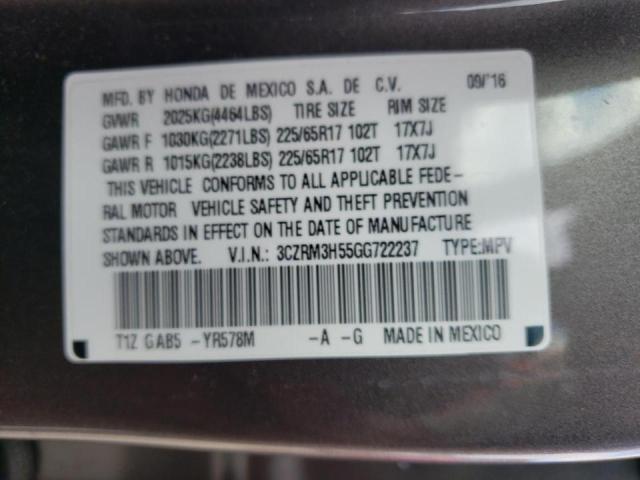 MFD. BY HONDA DE MEXICO S.A. DE C.V. 09/'16
GVWR 2025KG(4464LBS) TIRE SIZE RIM SIZE
GAWR F 1030KG(2271LBS) 225/65R17 102T 17X7J
GAWR R 1015KG(2238LBS) 225/65R17 102T 17X7J
THIS VEHICLE CONFORMS TO ALL APPLICABLE FEDE-
RAL MOTOR VEHICLE SAFETY AND THEFT PREVENTION
STANDARDS IN EFFECT ON THE DATE OF MANUFACTURE
SHOWN ABOVE. V.I.N.: 3CZRM3H55GG722237 TYPE:MPV
T1Z GAB5 -YR578M -A -G MADE IN MEXICO